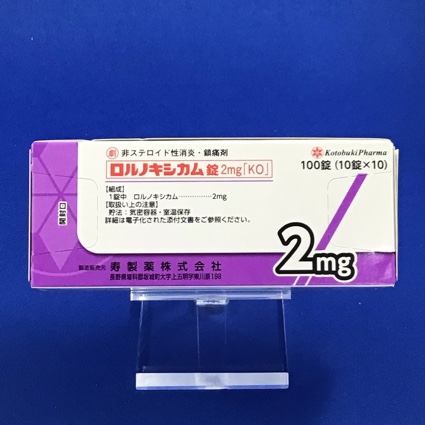 劇 非ステロイド性消炎・鎮痛剤
ロルノキシカム錠2mg「KO」
KotobukiPharma
100錠（10錠×10）
【組成】
1錠中 ロルノキシカム……………2mg
【取扱い上の注意】
貯法：気密容器・室温保存
詳細は電子化された添付文書をご参照ください。
開封口
製造販売元 寿製薬株式会社
長野県埴科郡坂城町大字上五明字東川原198
2mg